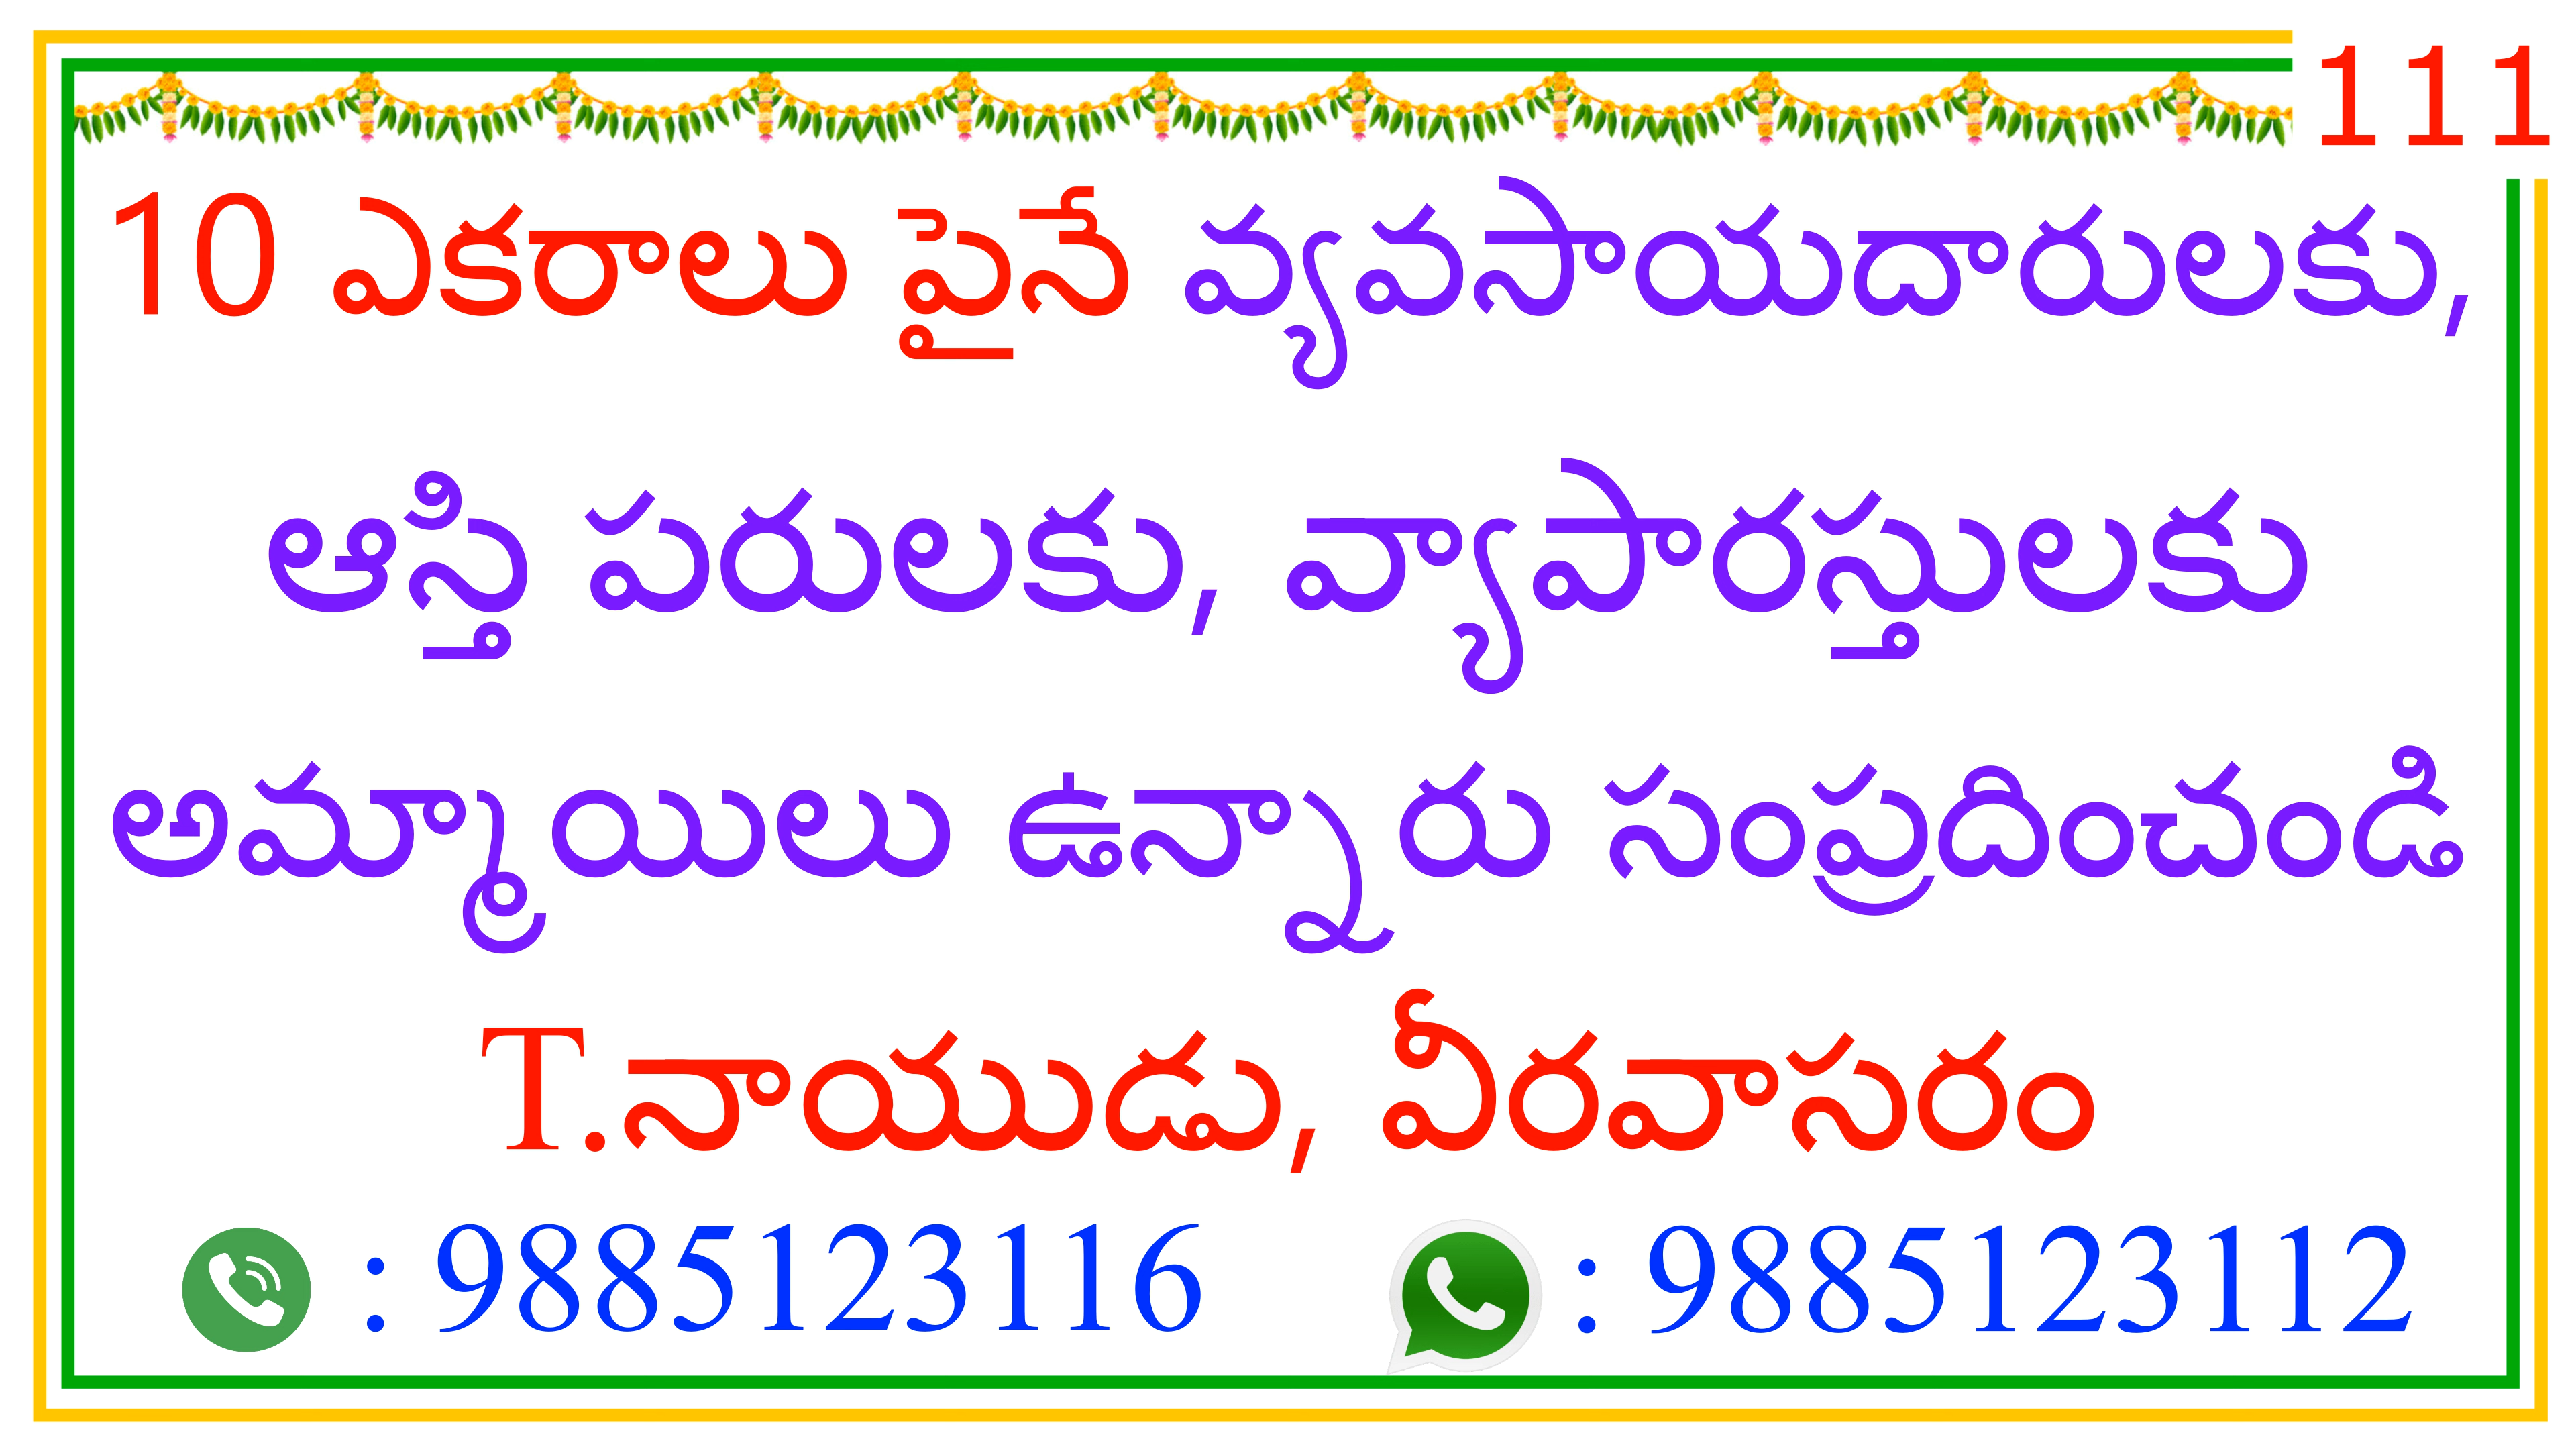 111
10 ఎకరాలు పైనే వ్యవసాయదారులకు,
ఆస్తి పరులకు, వ్యాపారస్తులకు
అమ్మాయిలు ఉన్నారు సంప్రదించండి
T.నాయుడు, వీరవాసరం
: 9885123116 : 9885123112